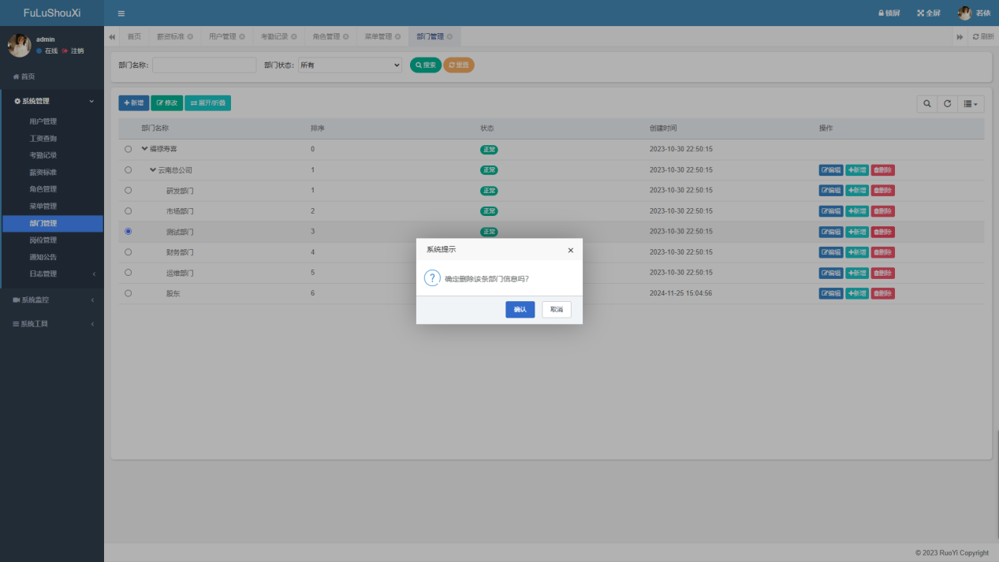 FuLuShouXi
锁屏 全屏 若依
admin
在线 注销
首页 薪资标准 用户管理 考勤记录 角色管理 菜单管理 部门管理 刷新
部门名称: 部门状态: 所有 搜索 重置
首页
系统管理
用户管理
工资查询
考勤记录
薪资标准
角色管理
菜单管理
部门管理
岗位管理
通知公告
日志管理
系统监控
系统工具
新增 修改 展开/折叠
部门名称 排序 状态 创建时间 操作
福禄寿喜 0 正常 2023-10-30 22:50:15
云南总公司 1 正常 2023-10-30 22:50:15 编辑 新增 删除
研发部门 1 正常 2023-10-30 22:50:15 编辑 新增 删除
市场部门 2 正常 2023-10-30 22:50:15 编辑 新增 删除
测试部门 3 正常 2023-10-30 22:50:15 编辑 新增 删除
财务部门 4 2023-10-30 22:50:15 编辑 新增 删除
运维部门 5 2023-10-30 22:50:15 编辑 新增 删除
股东 6 2024-11-25 15:04:56 编辑 新增 删除
系统提示
确定删除该条部门信息吗?
确认 取消
© 2023 RuoYi Copyright